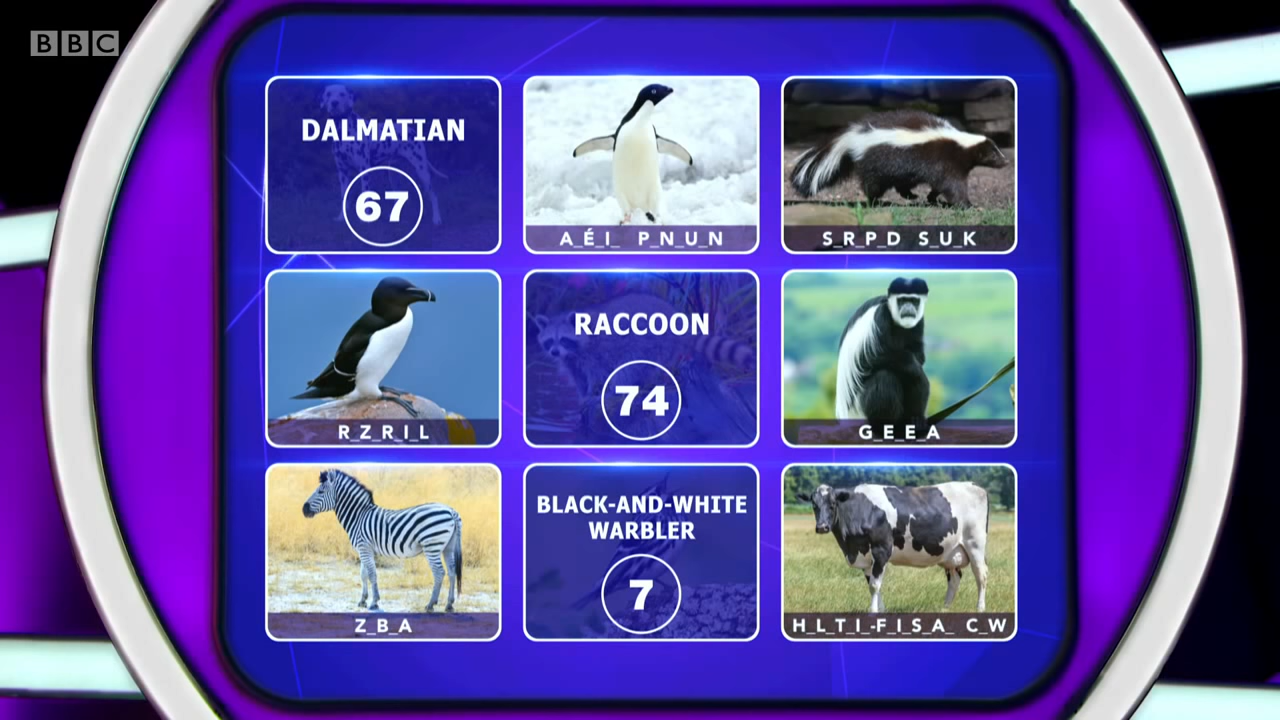 BBC
DALMATIAN
67
A_É_I_ P_N_U_N
S_R_P_D S_U_K
R_Z_R_I_L
RACCOON
74
G_E_E_A
Z_B_A
BLACK-AND-WHITE
WARBLER
7
H_L_T_I_-F_I_S_A_ C_W